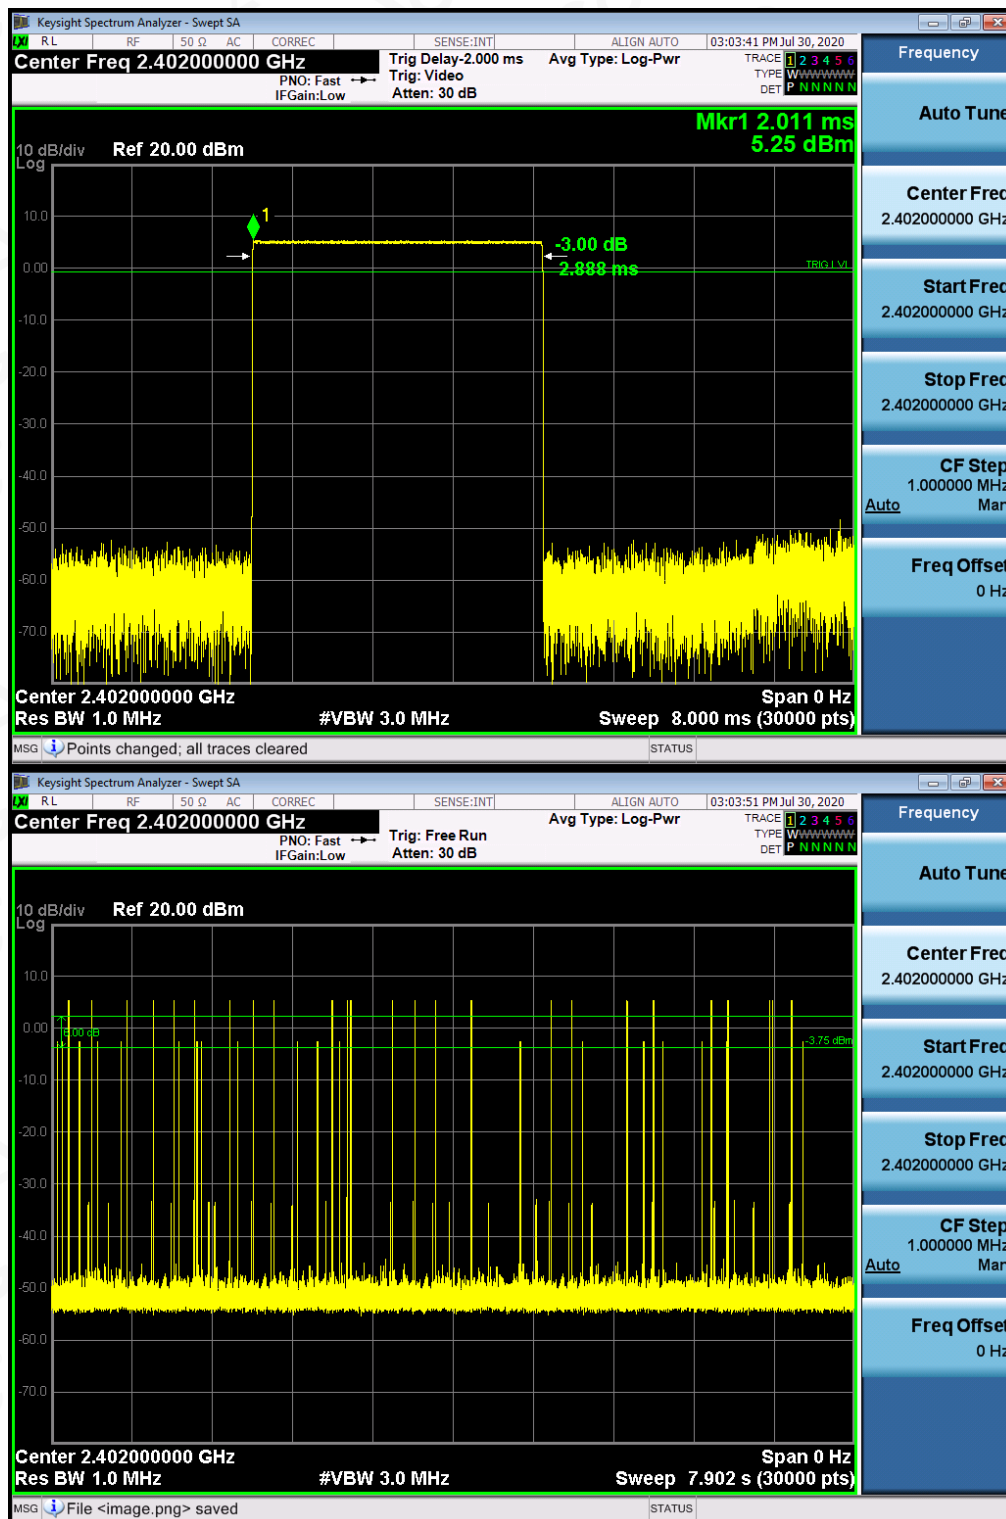 Keysight Spectrum Analyzer - Swept SA
LXI RL RF 50 Ω AC CORREC SENSE:INT ALIGN AUTO 03:03:41 PM Jul 30, 2020
Center Freq 2.402000000 GHz
Trig Delay-2.000 ms Avg Type: Log-Pwr TRACE 1 2 3 4 5 6
PNO: Fast Trig: Video TYPE W
IFGain:Low Atten: 30 dB DET P N N N N N
Mkr1 2.011 ms
10 dB/div Ref 20.00 dBm 5.25 dBm
Log
10.0
1
-3.00 dB
0.00 2.888 ms TRIG LVL
-10.0
-20.0
-30.0
-40.0
-50.0
-60.0
-70.0
Center 2.402000000 GHz Span 0 Hz
Res BW 1.0 MHz #VBW 3.0 MHz Sweep 8.000 ms (30000 pts)
MSG Points changed; all traces cleared STATUS
Frequency
Auto Tune
Center Freq
2.402000000 GHz
Start Freq
2.402000000 GHz
Stop Freq
2.402000000 GHz
CF Step
1.000000 MHz
Auto Man
Freq Offset
0 Hz
Keysight Spectrum Analyzer - Swept SA
LXI RL RF 50 Ω AC CORREC SENSE:INT ALIGN AUTO 03:03:51 PM Jul 30, 2020
Center Freq 2.402000000 GHz
Avg Type: Log-Pwr TRACE 1 2 3 4 5 6
PNO: Fast Trig: Free Run TYPE W
IFGain:Low Atten: 30 dB DET P N N N N N
10 dB/div Ref 20.00 dBm
Log
10.0
0.00 6.00 dB
-3.75 dBm
-10.0
-20.0
-30.0
-40.0
-50.0
-60.0
-70.0
Center 2.402000000 GHz Span 0 Hz
Res BW 1.0 MHz #VBW 3.0 MHz Sweep 7.902 s (30000 pts)
MSG File <image.png> saved STATUS
Frequency
Auto Tune
Center Freq
2.402000000 GHz
Start Freq
2.402000000 GHz
Stop Freq
2.402000000 GHz
CF Step
1.000000 MHz
Auto Man
Freq Offset
0 Hz